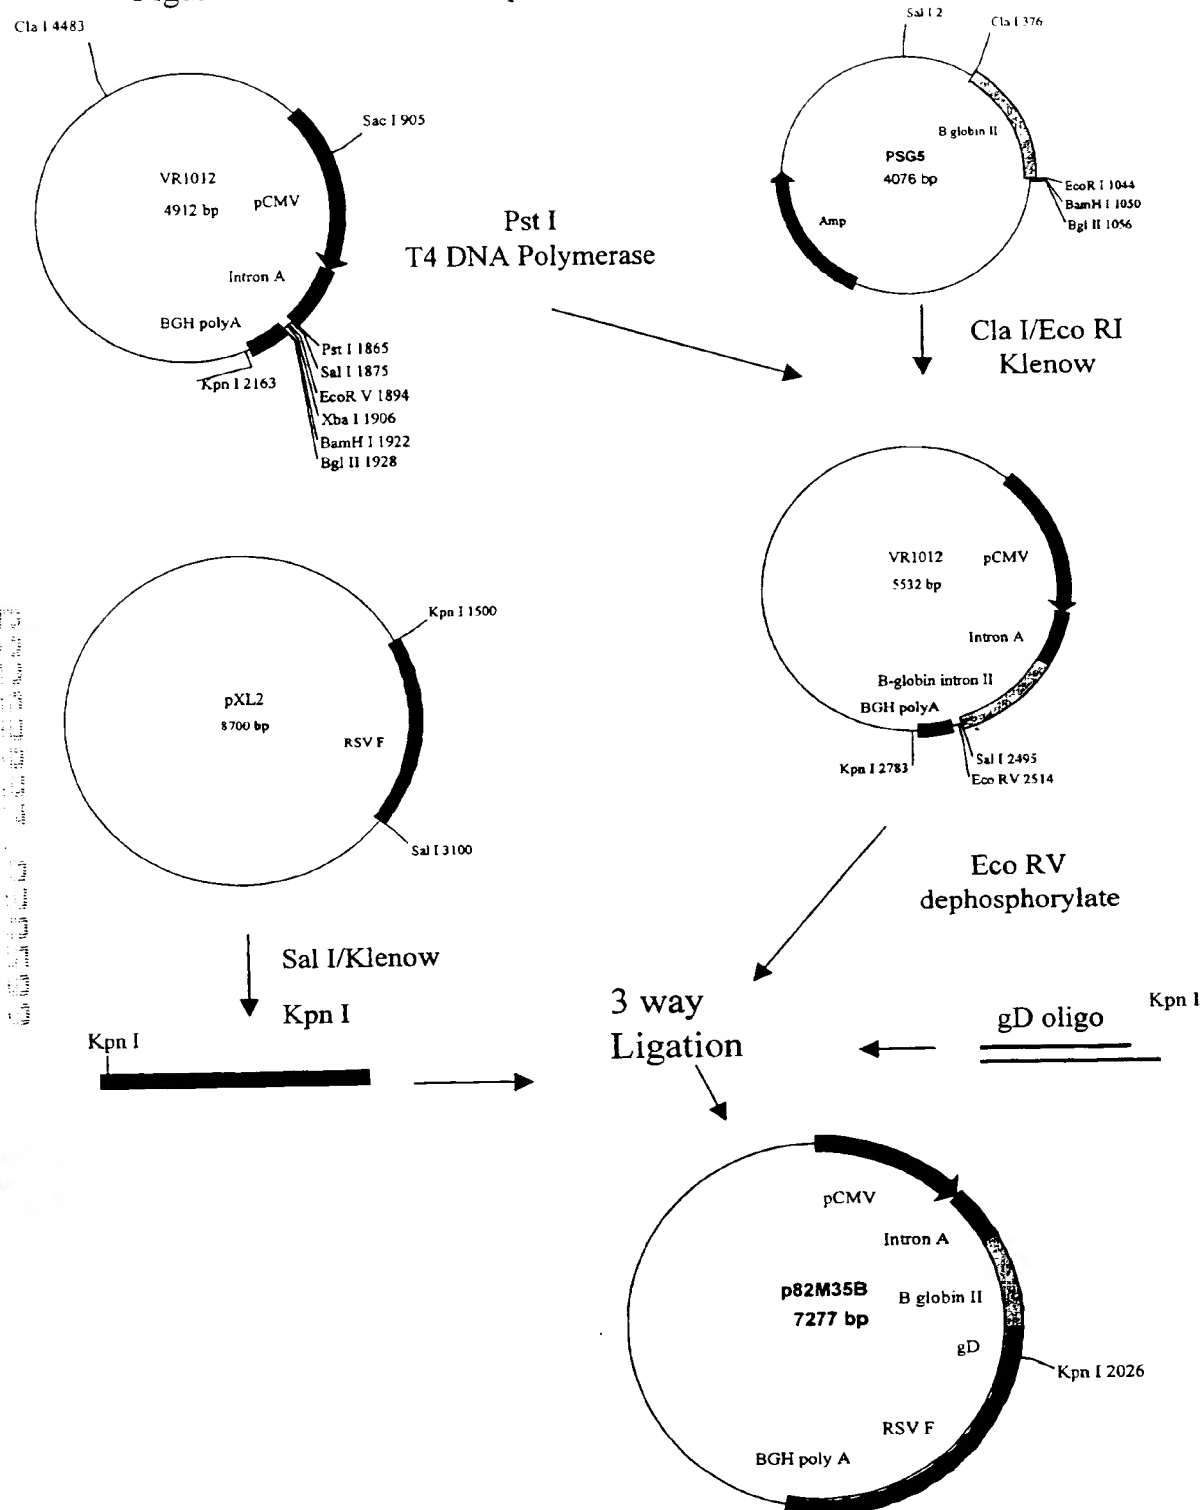 Cla I 4483
Sac I 905
VR1012
4912 bp
pCMV
Intron A
BGH polyA
Pst I 1865
Sal I 1875
Kpn I 2163
EcoR V 1894
Xba I 1906
BamH I 1922
Bgl II 1928
Pst I
T4 DNA Polymerase
Sal I 2
Cla I 376
B globin II
PSG5
4076 bp
EcoR I 1044
BamH I 1050
Bgl II 1056
Amp
Cla I/Eco RI
Klenow
VR1012
5532 bp
pCMV
Intron A
B-globin intron II
BGH polyA
Sal I 2495
Kpn I 2783
Eco RV 2514
Kpn I 1500
pXL2
8700 bp
RSV F
Sal I 3100
Eco RV
dephosphorylate
Sal I/Klenow
Kpn I
Kpn I
3 way
Ligation
gD oligo
Kpn I
pCMV
Intron A
p82M35B
7277 bp
B globin II
gD
Kpn I 2026
RSV F
BGH poly A